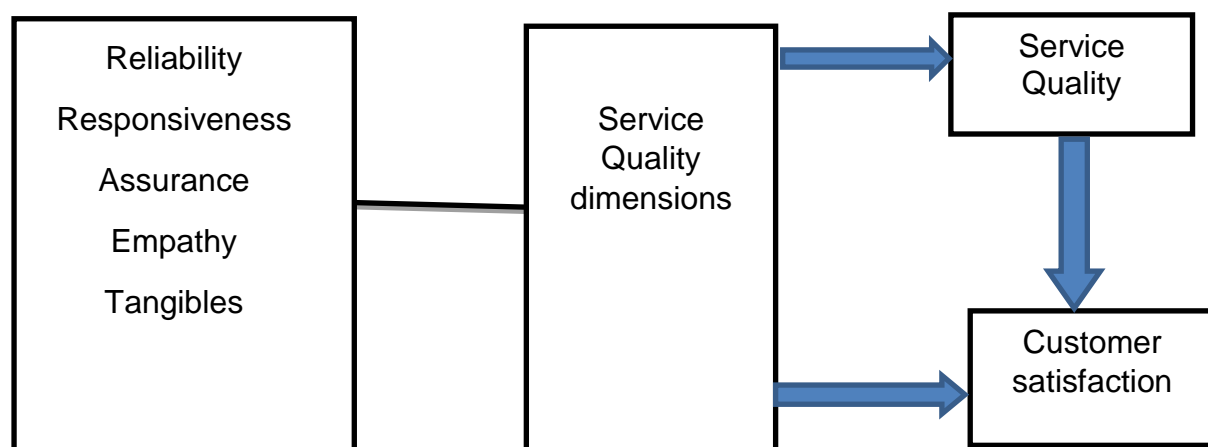 Reliability
Responsiveness
Assurance
Empathy
Tangibles
Service
Quality
dimensions
Service
Quality
Customer
satisfaction